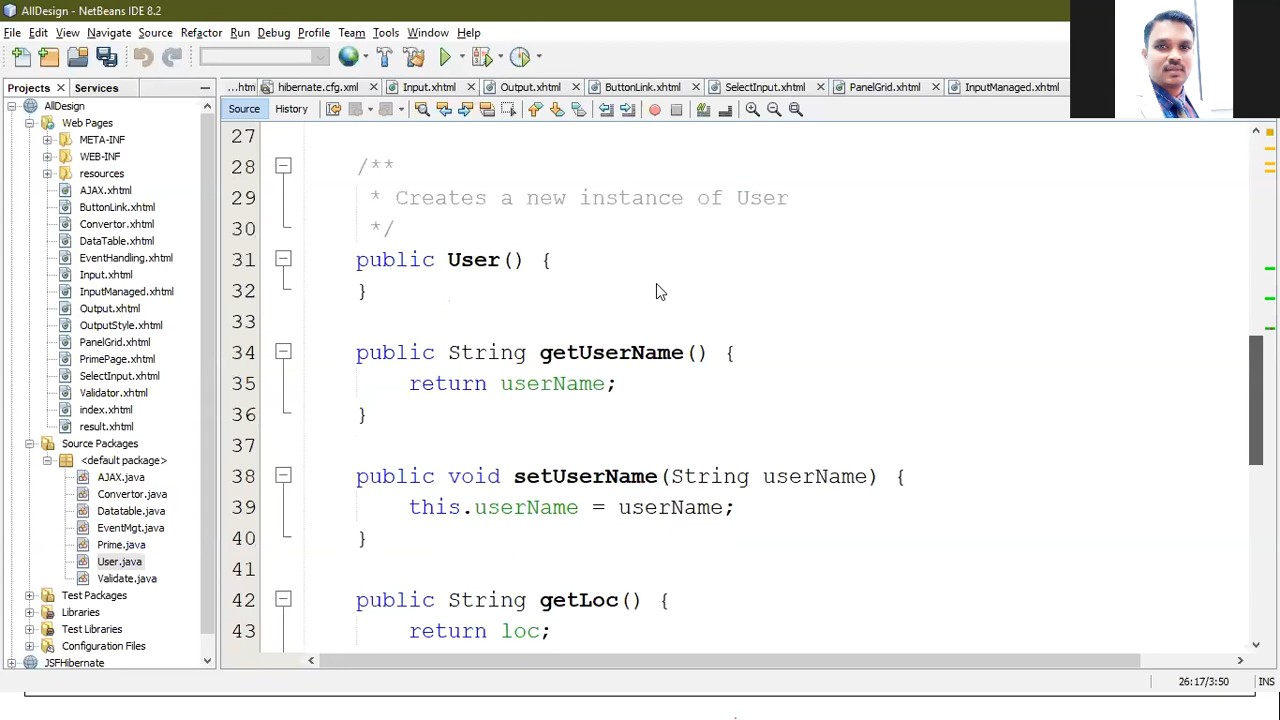 AllDesign - NetBeans IDE 8.2
File Edit View Navigate Source Refactor Run Debug Profile Team Tools Window Help
Projects Services
...htm hibernate.cfg.xml Input.xhtml Output.xhtml ButtonLink.xhtml SelectInput.xhtml PanelGrid.xhtml InputManaged.xhtml
Source History
AllDesign
Web Pages
META-INF
WEB-INF
resources
AJAX.xhtml
ButtonLink.xhtml
Convertor.xhtml
DataTable.xhtml
EventHandling.xhtml
Input.xhtml
InputManaged.xhtml
Output.xhtml
OutputStyle.xhtml
PanelGrid.xhtml
PrimePage.xhtml
SelectInput.xhtml
Validator.xhtml
index.xhtml
result.xhtml
Source Packages
<default package>
AJAX.java
Convertor.java
Datatable.java
EventMgt.java
Prime.java
User.java
Validate.java
Test Packages
Libraries
Test Libraries
Configuration Files
JSFHibernate
27
28 /**
29 * Creates a new instance of User
30 */
31 public User() {
32 }
33
34 public String getUserName() {
35 return userName;
36 }
37
38 public void setUserName(String userName) {
39 this.userName = userName;
40 }
41
42 public String getLoc() {
43 return loc;
26:17/3:50 INS